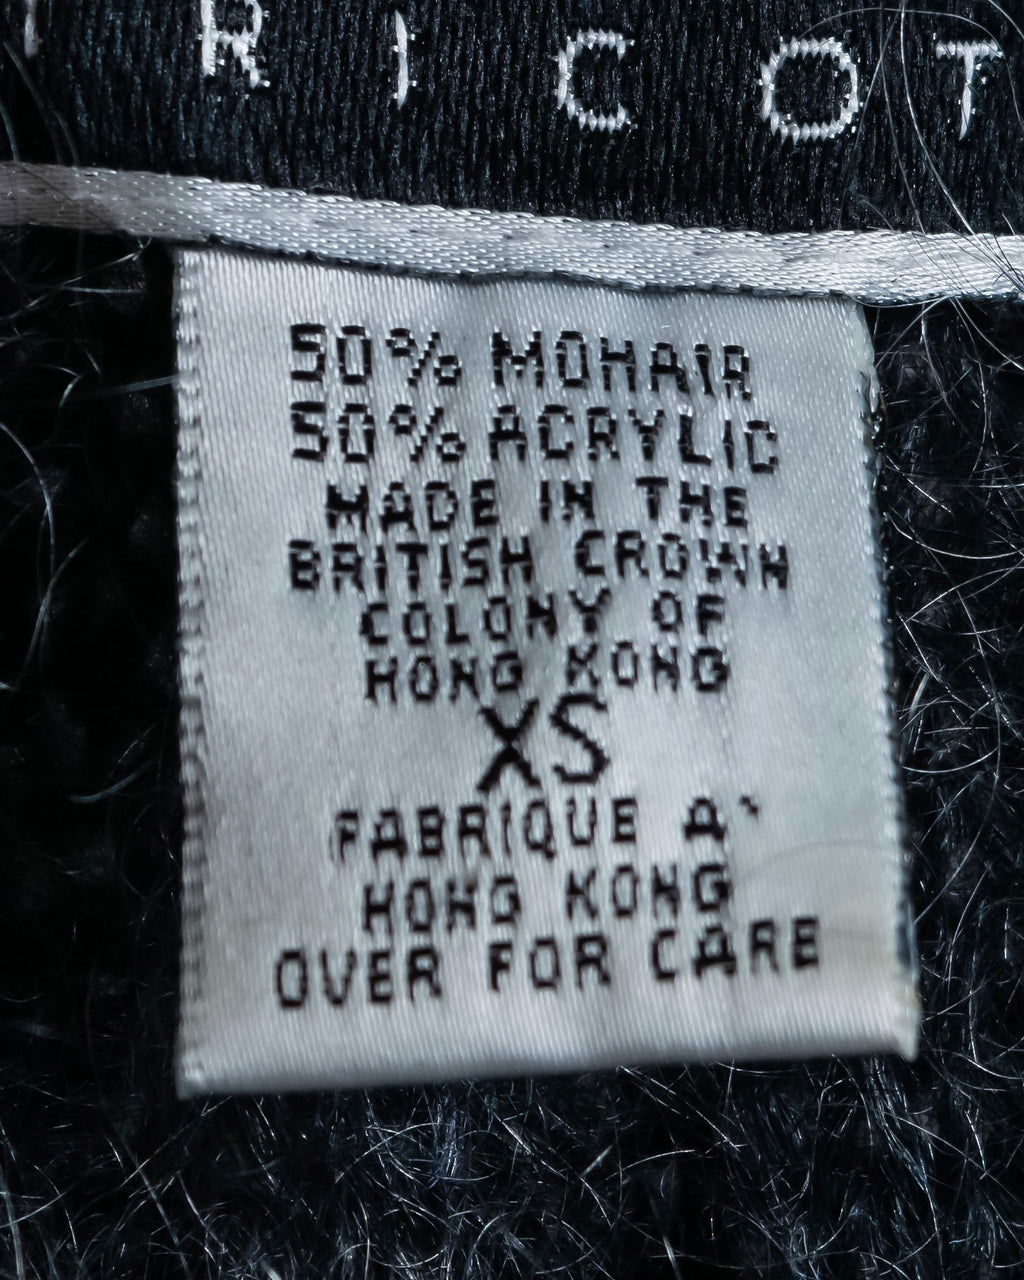 TRICOT
50% MOHAIR
50% ACRYLIC
MADE IN THE
BRITISH CROWN
COLONY OF
HONG KONG
XS
FABRIQUE A`
HONG KONG
OVER FOR CARE